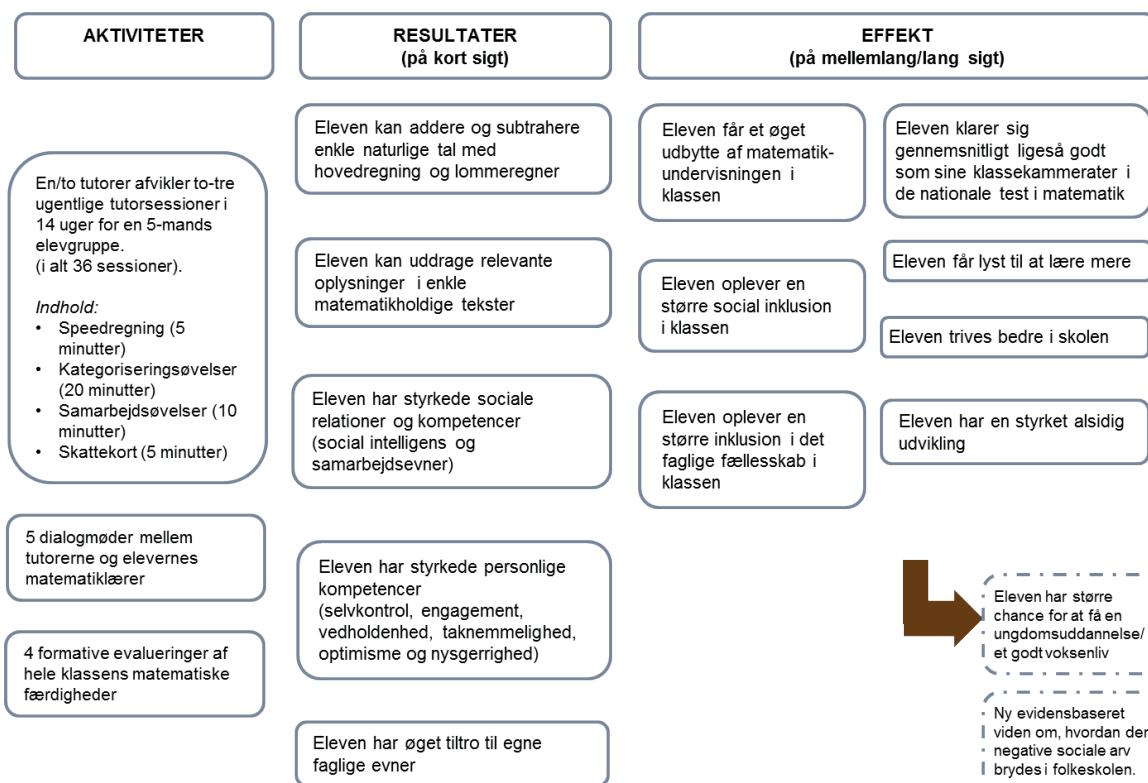 AKTIVITETER
En/to tutorer afvikler to-tre
ugentlige tutorsessioner i
14 uger for en 5-mands
elevgruppe.
(i alt 36 sessioner).
Indhold:
• Speedregning (5
minutter)
• Kategoriseringsøvelser
(20 minutter)
• Samarbejdsøvelser (10
minutter)
• Skattekort (5 minutter)
5 dialogmøder mellem
tutorerne og elevernes
matematiklærer
4 formative evalueringer af
hele klassens matematiske
færdigheder
RESULTATER
(på kort sigt)
Eleven kan addere og subtrahere
enkle naturlige tal med
hovedregning og lommeregner
Eleven kan uddrage relevante
oplysninger i enkle
matematikholdige tekster
Eleven har styrkede sociale
relationer og kompetencer
(social intelligens og
samarbejdsevner)
Eleven har styrkede personlige
kompetencer
(selvkontrol, engagement,
vedholdenhed, taknemmelighed,
optimisme og nysgerrighed)
Eleven har øget tiltro til egne
faglige evner
EFFEKT
(på mellemlang/lang sigt)
Eleven får et øget
udbytte af matematik-
undervisningen i
klassen
Eleven oplever en
større social inklusion
i klassen
Eleven oplever en
større inklusion i det
faglige fællesskab i
klassen
Eleven klarer sig
gennemsnitligt ligeså godt
som sine klassekammerater i
de nationale test i matematik
Eleven får lyst til at lære mere
Eleven trives bedre i skolen
Eleven har en styrket alsidig
udvikling
Eleven har større
chance for at få en
ungdomsuddannelse/
et godt voksenliv
Ny evidensbaseret
viden om, hvordan den
negative sociale arv
brydes i folkeskolen.